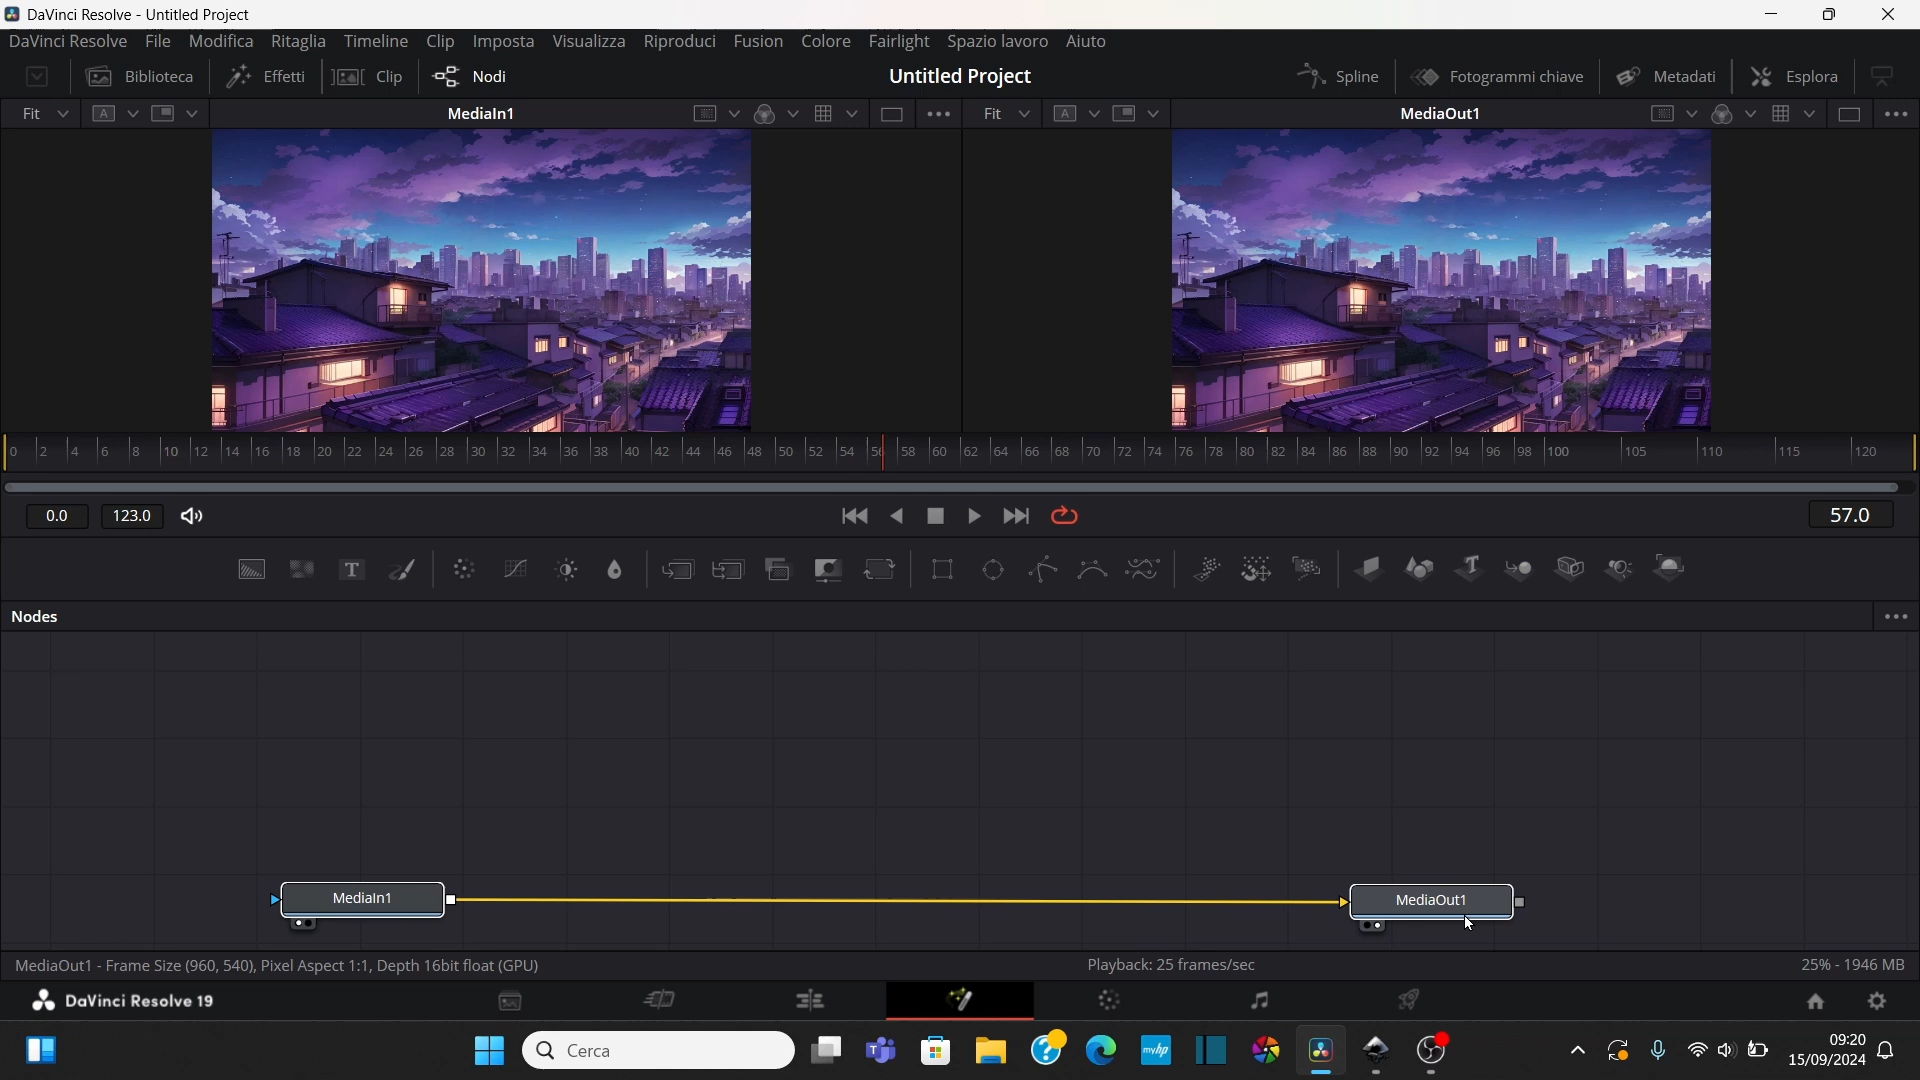 DaVinci Resolve - Untitled Project
DaVinci Resolve File Modifica Ritaglia Timeline Clip Imposta Visualizza Riproduci Fusion Colore Fairlight Spazio lavoro Aiuto
Biblioteca Effetti Clip Nodi Untitled Project Spline Fotogrammi chiave Metadati Esplora
Fit A MediaIn1 Fit A MediaOut1
0 2 4 6 8 10 12 14 16 18 20 22 24 26 28 30 32 34 36 38 40 42 44 46 48 50 52 54 56 58 60 62 64 66 68 70 72 74 76 78 80 82 84 86 88 90 92 94 96 98 100 105 110 115 120
0.0 123.0 57.0
T T
Nodes
MediaIn1 MediaOut1
MediaOut1 - Frame Size (960, 540), Pixel Aspect 1:1, Depth 16bit float (GPU) Playback: 25 frames/sec 25% - 1946 MB
DaVinci Resolve 19
Cerca myhp 09:20
15/09/2024